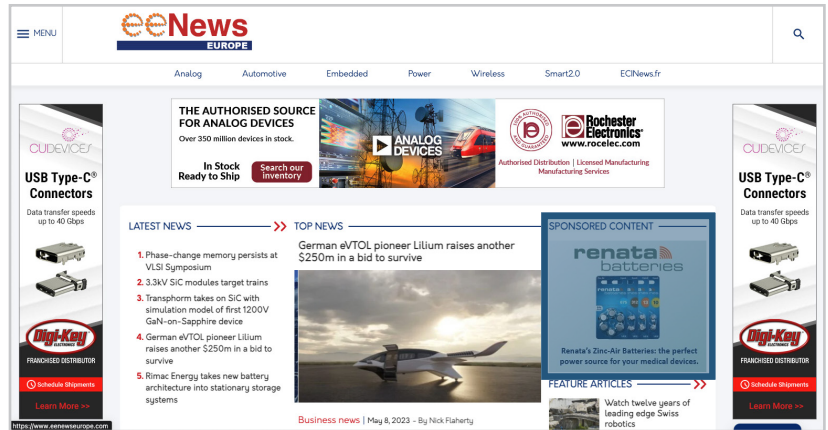 MENU
eeNews
EUROPE
Analog Automotive Embedded Power Wireless Smart2.0 ECINews.fr
CUI DEVICES
USB Type-C®
Connectors
Data transfer speeds
up to 40 Gbps
Digi-Key
ELECTRONICS
FRANCHISED DISTRIBUTOR
Schedule Shipments
Learn More >>
THE AUTHORISED SOURCE
FOR ANALOG DEVICES
Over 350 million devices in stock.
In Stock
Ready to Ship
Search our
inventory
ANALOG
DEVICES
100% AUTHORISED
AND GUARANTEED
Rochester
Electronics®
www.rocelec.com
Authorised Distribution | Licensed Manufacturing
Manufacturing Services
LATEST NEWS
1. Phase-change memory persists at
VLSI Symposium
2. 3.3kV SiC modules target trains
3. Transphorm takes on SiC with
simulation model of first 1200V
GaN-on-Sapphire device
4. German eVTOL pioneer Lilium
raises another $250m in a bid to
survive
5. Rimac Energy takes new battery
architecture into stationary storage
systems
TOP NEWS
German eVTOL pioneer Lilium raises another
$250m in a bid to survive
Business news | May 8, 2023 - By Nick Flaherty
SPONSORED CONTENT
renata
batteries
Renata's Zinc-Air Batteries: the perfect
power source for your medical devices.
FEATURE ARTICLES
Watch twelve years of
leading edge Swiss
robotics
CUI DEVICES
USB Type-C®
Connectors
Data transfer speeds
up to 40 Gbps
Digi-Key
ELECTRONICS
FRANCHISED DISTRIBUTOR
Schedule Shipments
Learn More >>
https://www.eenewseurope.com